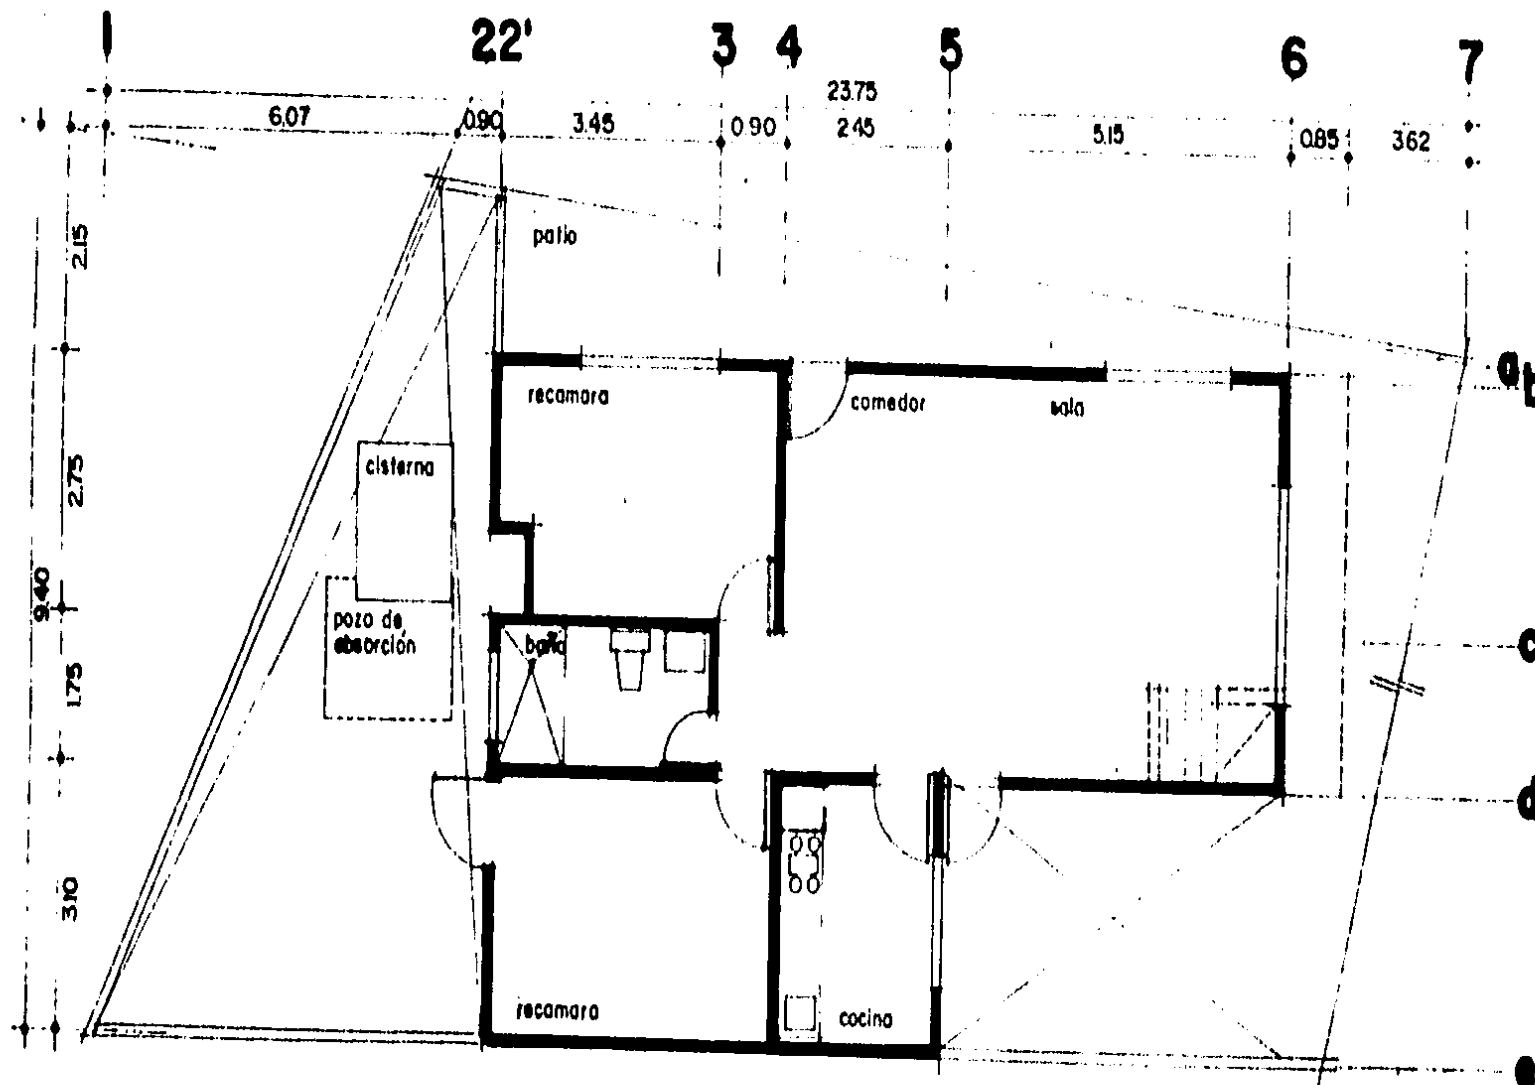 1 22' 3 4 5 6 7
23.75
6.07 0.90 3.45 0.90 2.45 5.15 0.85 3.62
2.15
patio
a
b
recamara
comedor
sala
2.75
cisterna
9.40
pozo de
absorción
baño
c
1.75
d
3.10
recamara
cocina
e